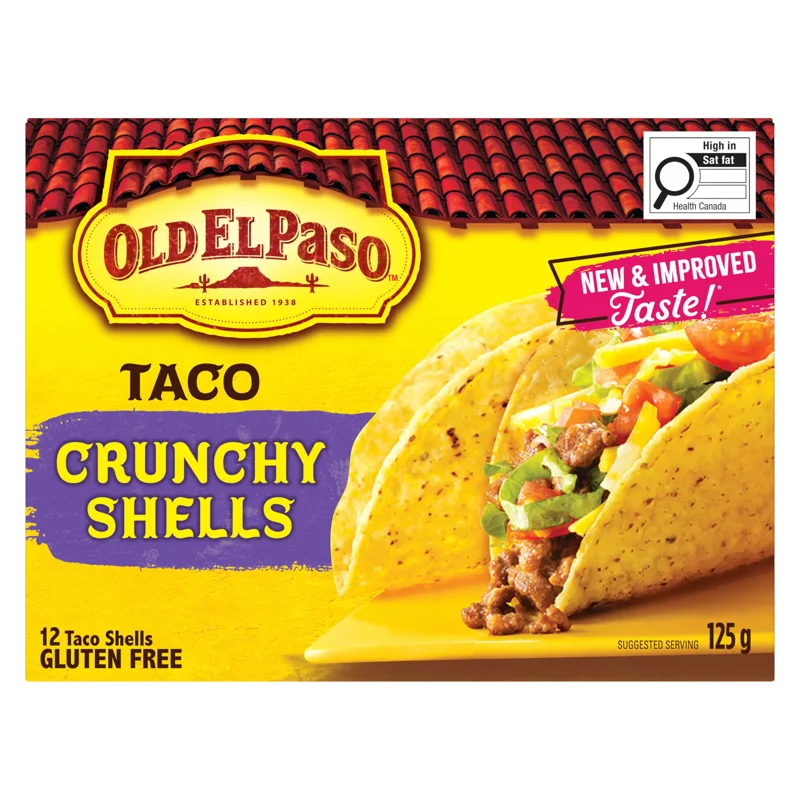 High in
Sat fat
Health Canada
OLD EL PASO™
ESTABLISHED 1938
NEW & IMPROVED
Taste!*
TACO
CRUNCHY
SHELLS
12 Taco Shells
GLUTEN FREE
SUGGESTED SERVING 125 g